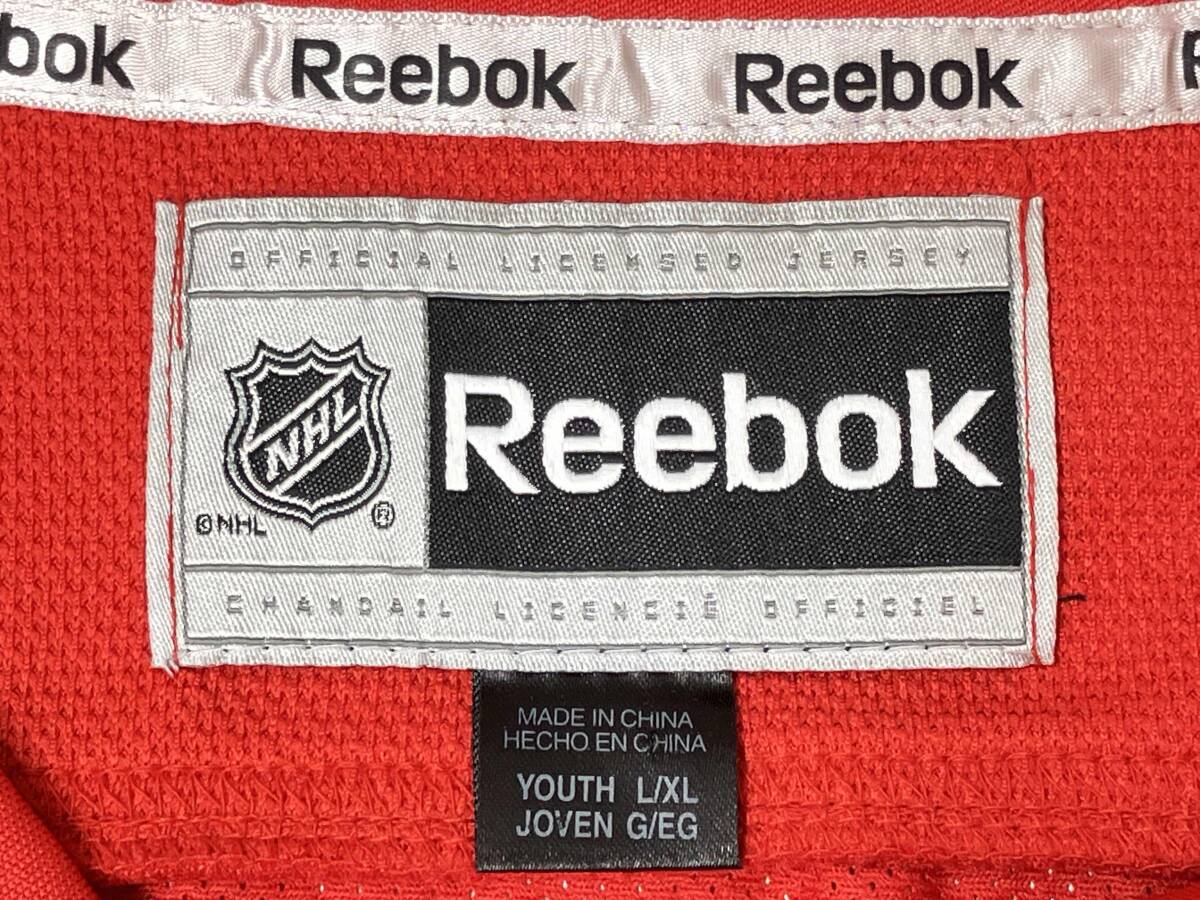 bok Reebok Reebok R
OFFICIAL LICENSED JERSEY
NHL
Reebok
©NHL ®
CHANDAIL LICENCIÉ OFFICIEL
MADE IN CHINA
HECHO EN CHINA
YOUTH L/XL
JOVEN G/EG